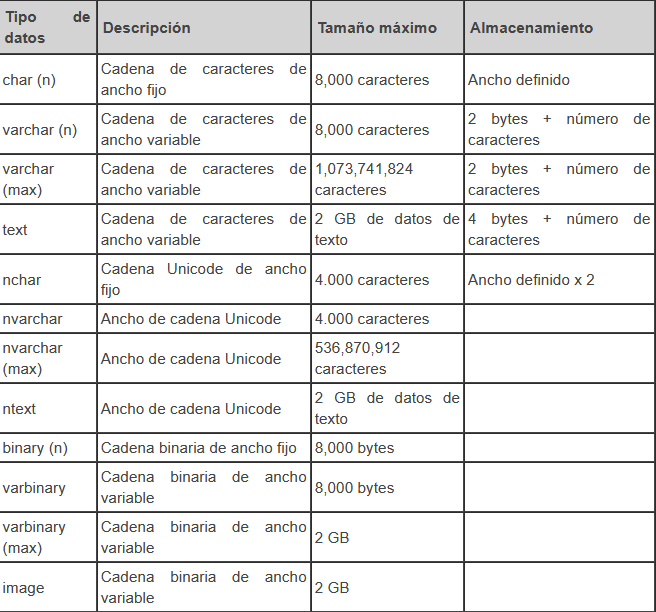 Tipo de datos Descripción Tamaño máximo Almacenamiento
char (n) Cadena de caracteres de ancho fijo 8,000 caracteres Ancho definido
varchar (n) Cadena de caracteres de ancho variable 8,000 caracteres 2 bytes + número de caracteres
varchar (max) Cadena de caracteres de ancho variable 1,073,741,824 caracteres 2 bytes + número de caracteres
text Cadena de caracteres de ancho variable 2 GB de datos de texto 4 bytes + número de caracteres
nchar Cadena Unicode de ancho fijo 4.000 caracteres Ancho definido x 2
nvarchar Ancho de cadena Unicode 4.000 caracteres
nvarchar (max) Ancho de cadena Unicode 536,870,912 caracteres
ntext Ancho de cadena Unicode 2 GB de datos de texto
binary (n) Cadena binaria de ancho fijo 8,000 bytes
varbinary Cadena binaria de ancho variable 8,000 bytes
varbinary (max) Cadena binaria de ancho variable 2 GB
image Cadena binaria de ancho variable 2 GB